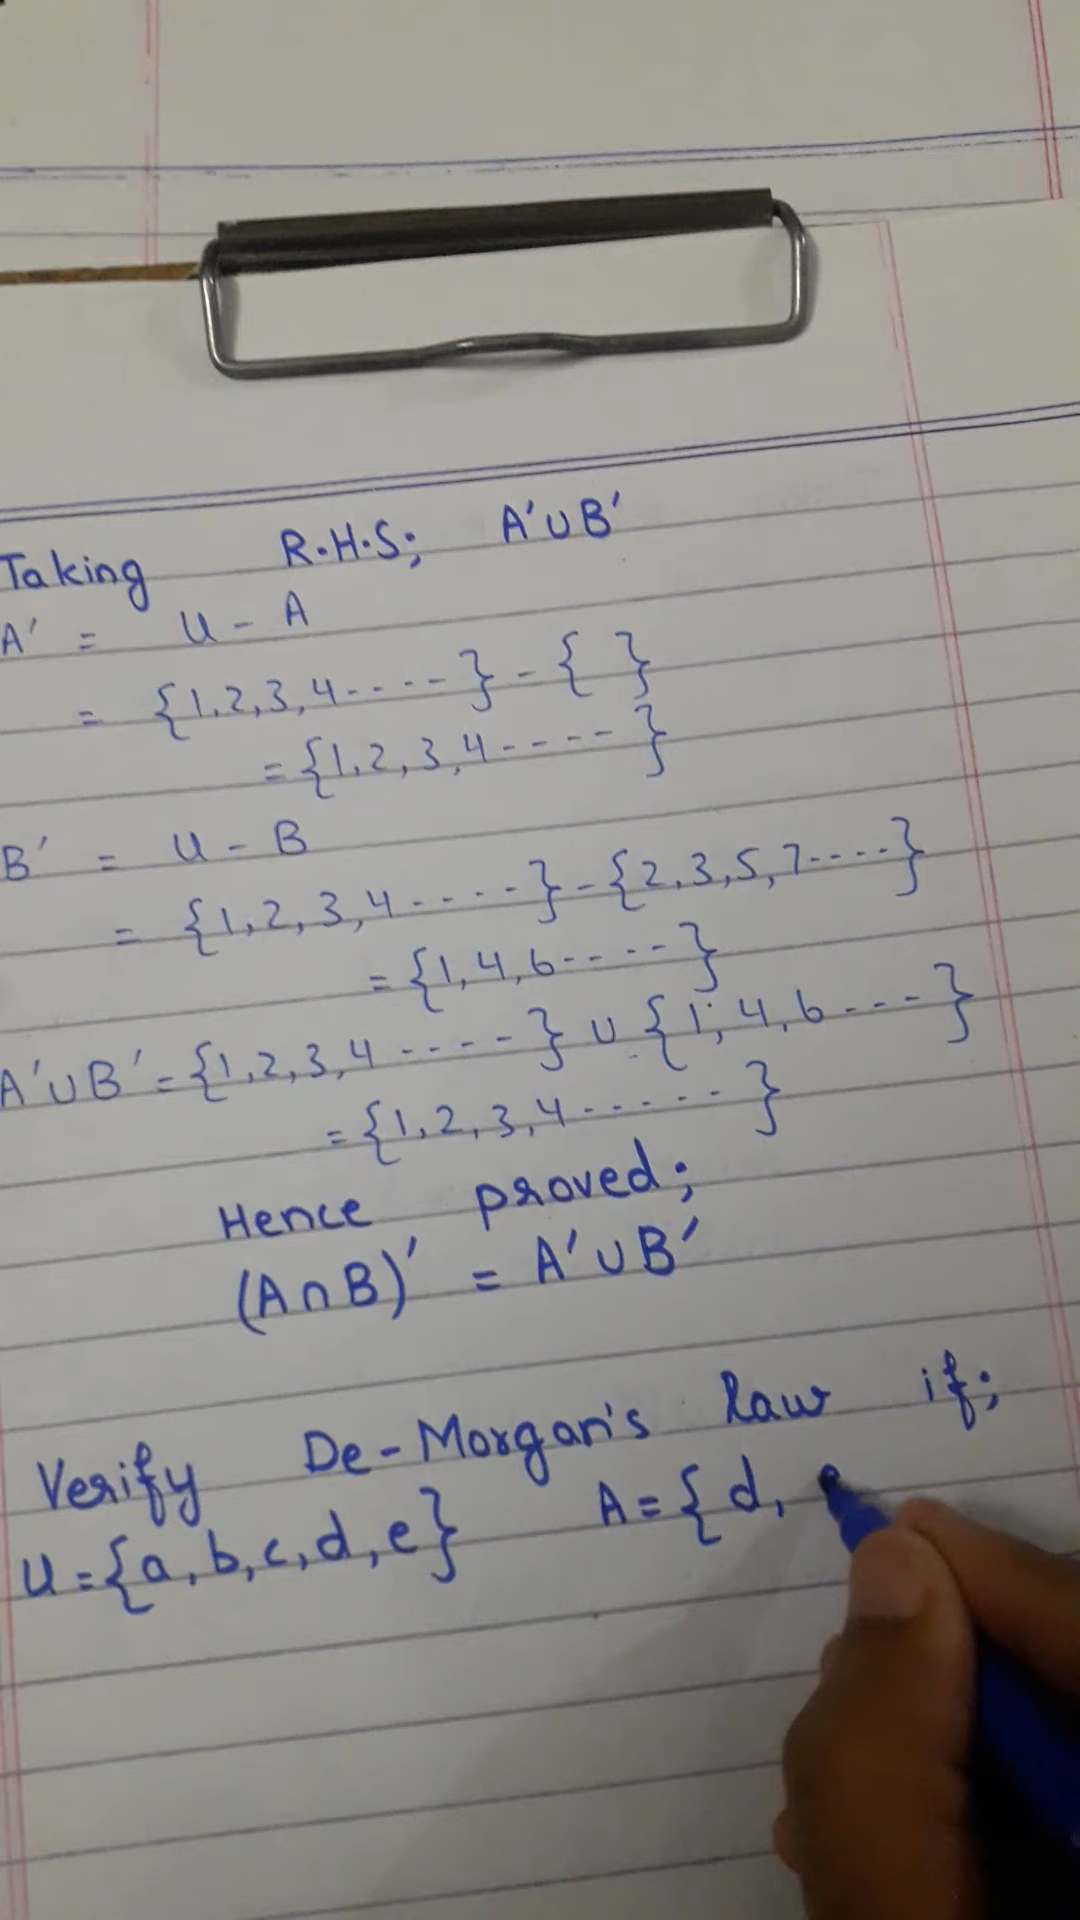 Taking R.H.S; A'∪B'
A' = U - A
= {1,2,3,4----} - { }
= {1,2,3,4----- }
B' = U - B
= {1,2,3,4-----} - {2,3,5,7----}
= {1,4,6-----}
A'∪B' = {1,2,3,4-----} ∪ {1,4,6---}
= {1,2,3,4------ }
Hence proved;
(A∩B)' = A'∪B'
Verify De-Morgan's law if;
U = {a,b,c,d,e} A = {d,